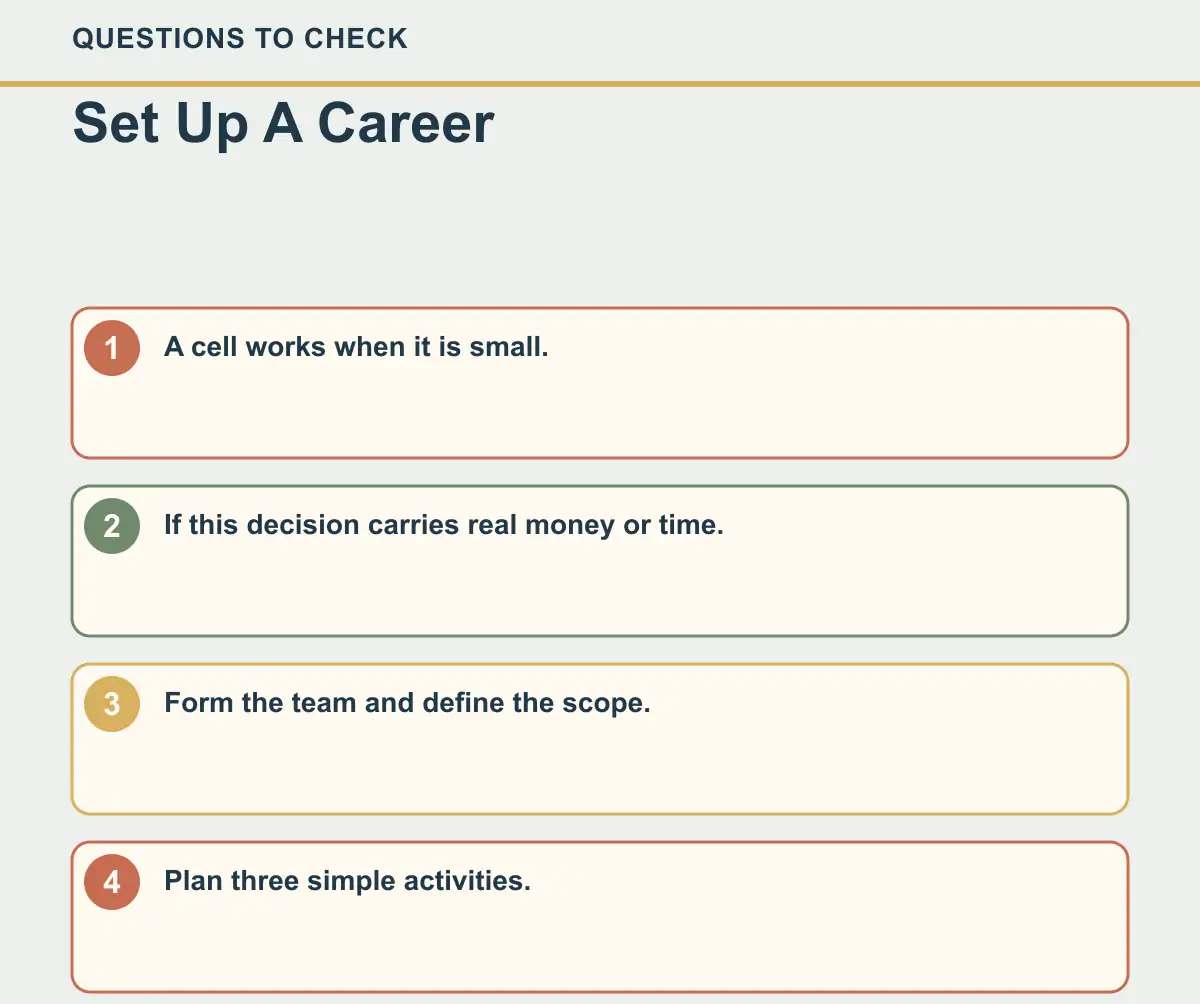 QUESTIONS TO CHECK
Set Up A Career
1 A cell works when it is small.
2 If this decision carries real money or time.
3 Form the team and define the scope.
4 Plan three simple activities.